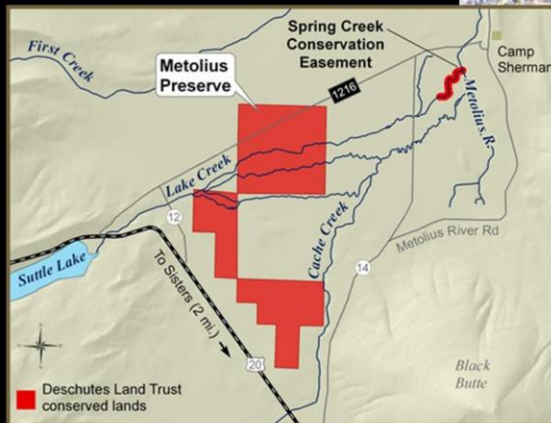 First Creek
Metolius
Preserve
Spring Creek
Conservation
Easement
Camp
Sherman
1216
Metolius R.
Lake Creek
12
Suttle Lake
To Sisters (2 mi.)
Cache Creek
Metolius River Rd
14
20
Black
Butte
Deschutes Land Trust
conserved lands